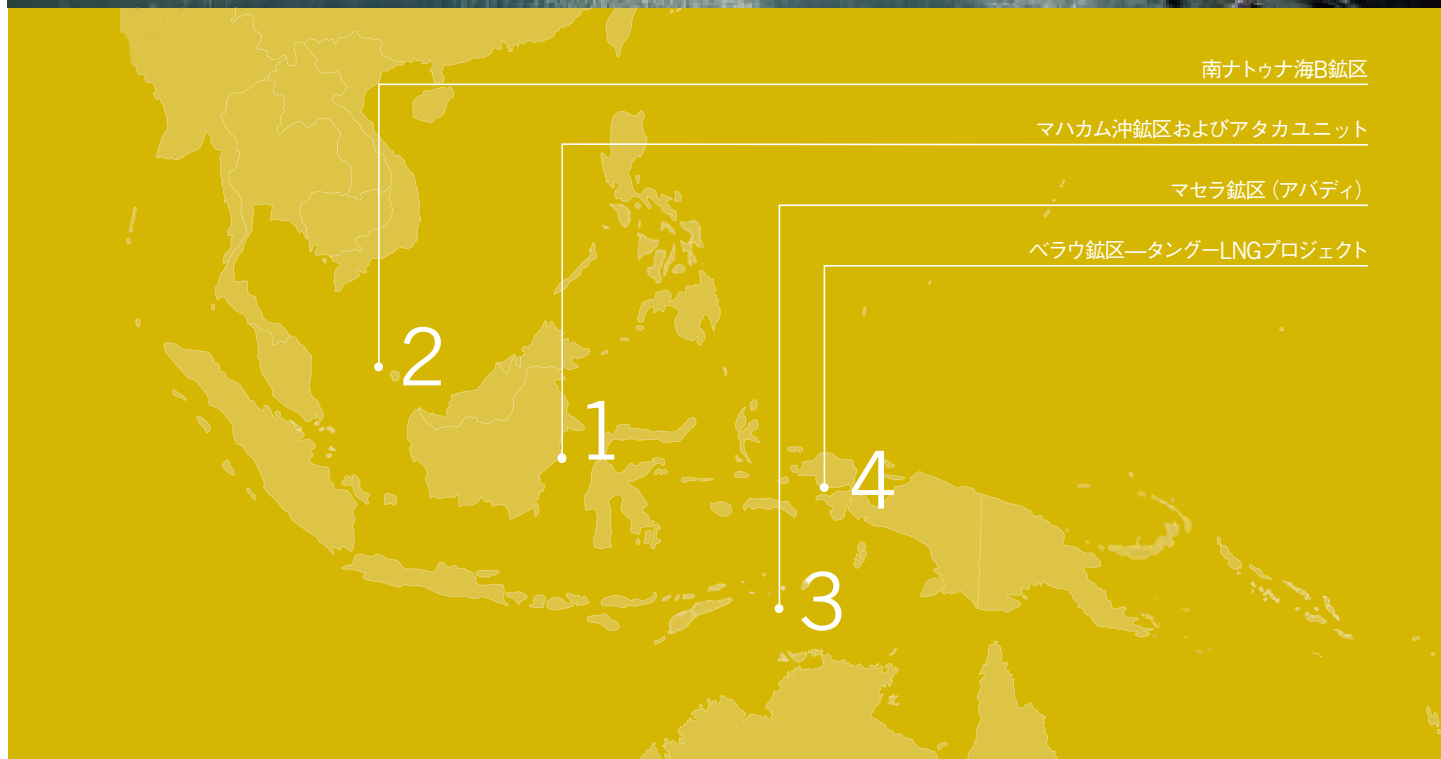 南ナトゥナ海B鉱区
マハカム沖鉱区およびアタカユニット
マセラ鉱区（アバディ）
ベラウ鉱区—タングーLNGプロジェクト
2
1
4
3